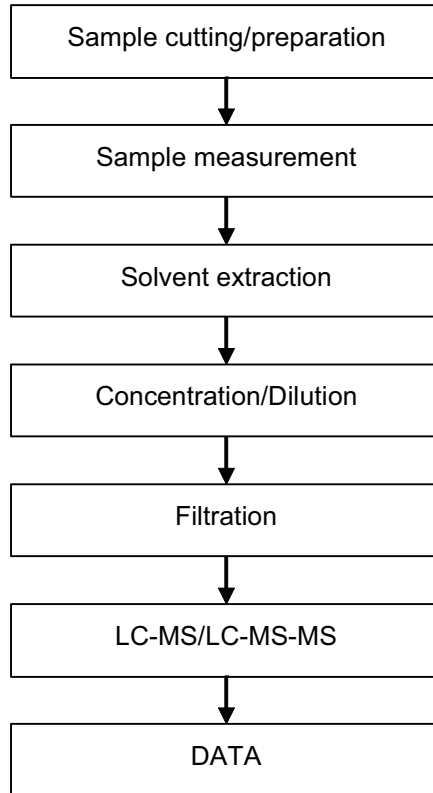 Sample cutting/preparation
Sample measurement
Solvent extraction
Concentration/Dilution
Filtration
LC-MS/LC-MS-MS
DATA